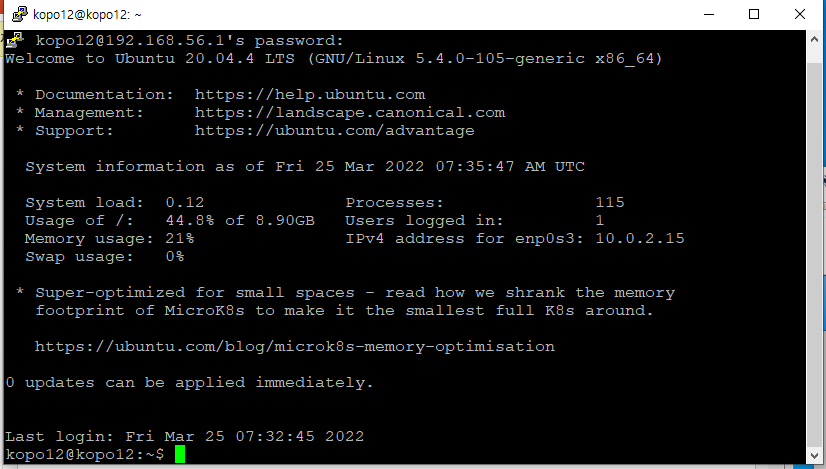 kopo12@kopo12: ~
kopo12@192.168.56.1's password:
Welcome to Ubuntu 20.04.4 LTS (GNU/Linux 5.4.0-105-generic x86_64)
* Documentation:  https://help.ubuntu.com
* Management:     https://landscape.canonical.com
* Support:        https://ubuntu.com/advantage
System information as of Fri 25 Mar 2022 07:35:47 AM UTC
System load:  0.12               Processes:               115
Usage of /:   44.8% of 8.90GB   Users logged in:         1
Memory usage: 21%               IPv4 address for enp0s3: 10.0.2.15
Swap usage:   0%
* Super-optimized for small spaces - read how we shrank the memory
footprint of MicroK8s to make it the smallest full K8s around.
https://ubuntu.com/blog/microk8s-memory-optimisation
0 updates can be applied immediately.
Last login: Fri Mar 25 07:32:45 2022
kopo12@kopo12:~$